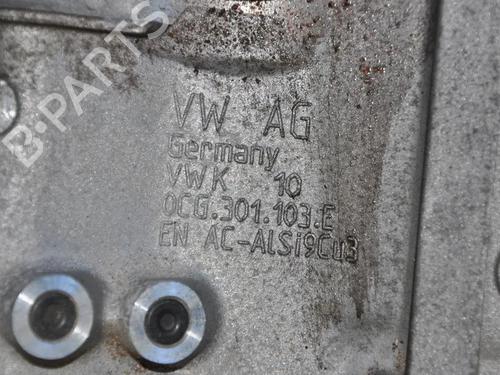 B-PARTS
VW AG
Germany
VWK 10
0CG.301.103.E
EN AC-AlSi9Cu3